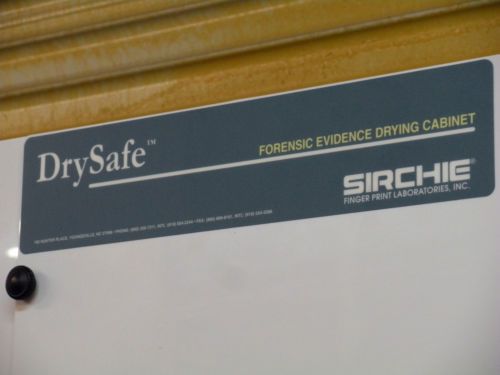 DrySafe™
FORENSIC EVIDENCE DRYING CABINET
SIRCHIE®
FINGER PRINT LABORATORIES, INC.